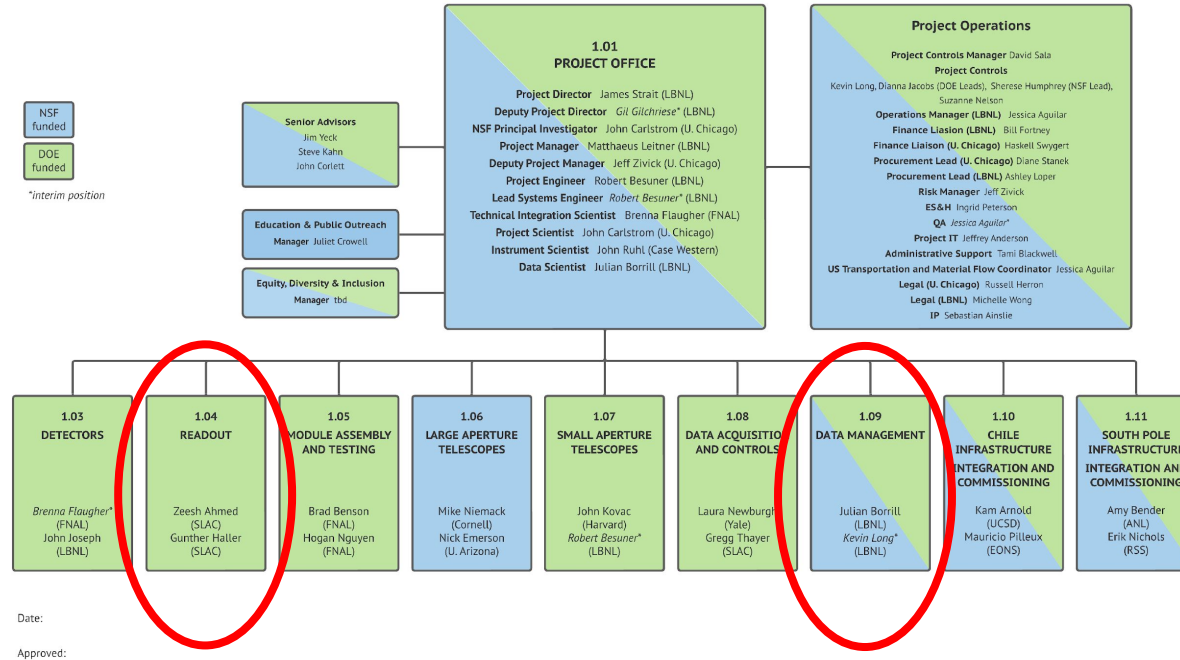 NSF
funded
DOE
funded
*interim position
Senior Advisors
Jim Yeck
Steve Kahn
John Corlett
Education & Public Outreach
Manager Juliet Crowell
Equity, Diversity & Inclusion
Manager tbd
1.01
PROJECT OFFICE
Project Director James Strait (LBNL)
Deputy Project Director Gil Gilchriese* (LBNL)
NSF Principal Investigator John Carlstrom (U. Chicago)
Project Manager Matthaeus Leitner (LBNL)
Deputy Project Manager Jeff Zivick (U. Chicago)
Project Engineer Robert Besuner (LBNL)
Lead Systems Engineer Robert Besuner* (LBNL)
Technical Integration Scientist Brenna Flaugher (FNAL)
Project Scientist John Carlstrom (U. Chicago)
Instrument Scientist John Ruhl (Case Western)
Data Scientist Julian Borrill (LBNL)
Project Operations
Project Controls Manager David Sala
Project Controls
Kevin Long, Dianna Jacobs (DOE Leads), Sherese Humphrey (NSF Lead),
Suzanne Nelson
Operations Manager (LBNL) Jessica Aguilar
Finance Liasion (LBNL) Bill Fortney
Finance Liaison (U. Chicago) Haskell Swygert
Procurement Lead (U. Chicago) Diane Stanek
Procurement Lead (LBNL) Ashley Loper
Risk Manager Jeff Zivick
ES&H Ingrid Peterson
QA Jessica Aguilar*
Project IT Jeffrey Anderson
Administrative Support Tami Blackwell
US Transportation and Material Flow Coordinator Jessica Aguilar
Legal (U. Chicago) Russell Herron
Legal (LBNL) Michelle Wong
IP Sebastian Ainslie
1.03
DETECTORS
Brenna Flaugher*
(FNAL)
John Joseph
(LBNL)
1.04
READOUT
Zeesh Ahmed
(SLAC)
Gunther Haller
(SLAC)
1.05
MODULE ASSEMBLY
AND TESTING
Brad Benson
(FNAL)
Hogan Nguyen
(FNAL)
1.06
LARGE APERTURE
TELESCOPES
Mike Niemack
(Cornell)
Nick Emerson
(U. Arizona)
1.07
SMALL APERTURE
TELESCOPES
John Kovac
(Harvard)
Robert Besuner*
(LBNL)
1.08
DATA ACQUISITION
AND CONTROLS
Laura Newburgh
(Yale)
Gregg Thayer
(SLAC)
1.09
DATA MANAGEMENT
Julian Borrill
(LBNL)
Kevin Long*
(LBNL)
1.10
CHILE
INFRASTRUCTURE
INTEGRATION AND
COMMISSIONING
Kam Arnold
(UCSD)
Mauricio Pilleux
(EONS)
1.11
SOUTH POLE
INFRASTRUCTURE
INTEGRATION AND
COMMISSIONING
Amy Bender
(ANL)
Erik Nichols
(RSS)
Date:
Approved: